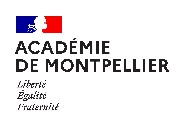 ACADÉMIE
DE MONTPELLIER
Liberté
Égalité
Fraternité